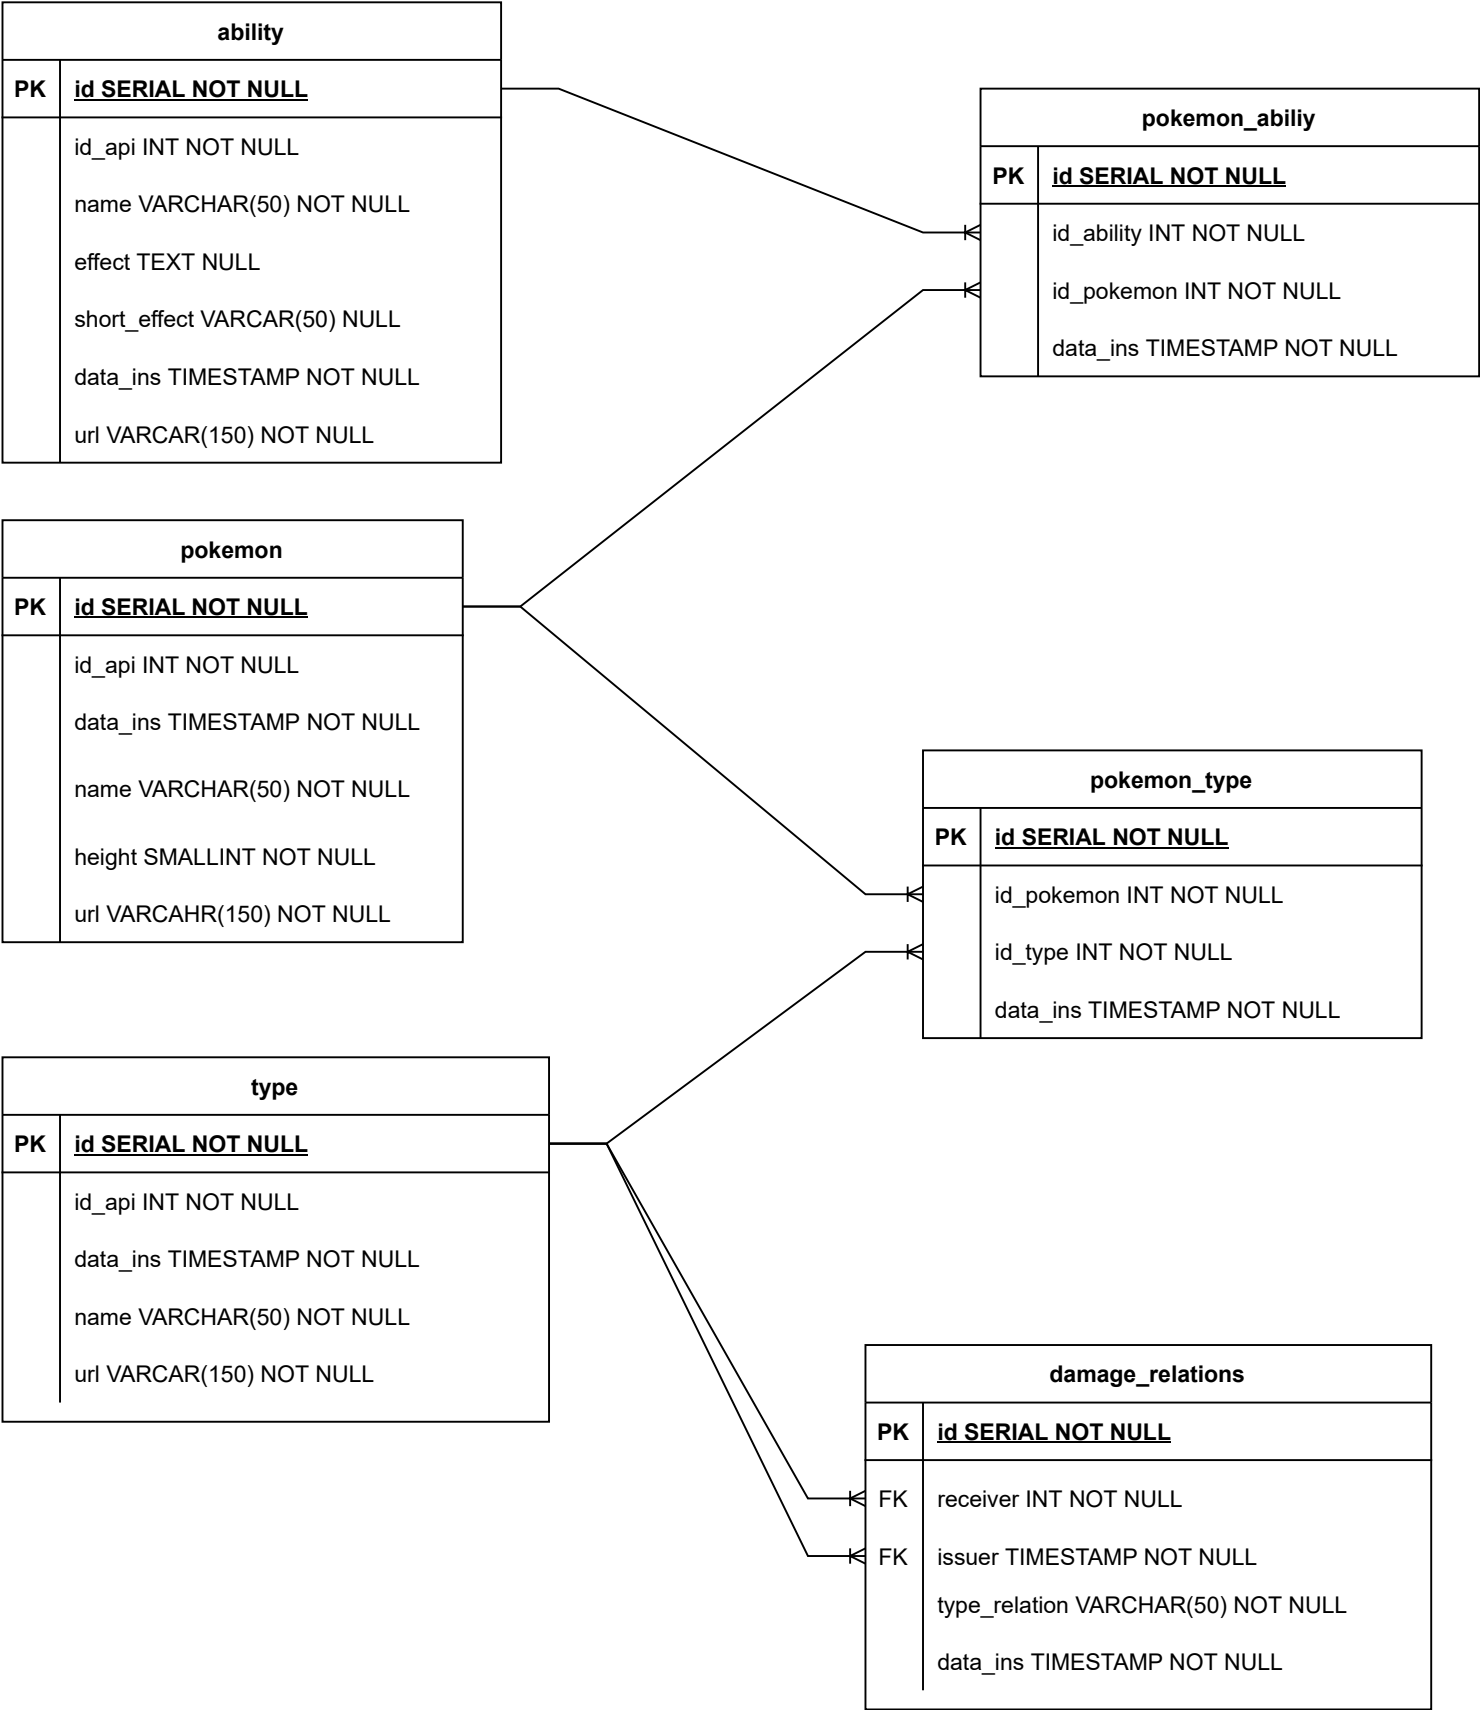 ability
PK id SERIAL NOT NULL
id_api INT NOT NULL
name VARCHAR(50) NOT NULL
effect TEXT NULL
short_effect VARCAR(50) NULL
data_ins TIMESTAMP NOT NULL
url VARCAR(150) NOT NULL
pokemon_abiliy
PK id SERIAL NOT NULL
id_ability INT NOT NULL
id_pokemon INT NOT NULL
data_ins TIMESTAMP NOT NULL
pokemon
PK id SERIAL NOT NULL
id_api INT NOT NULL
data_ins TIMESTAMP NOT NULL
name VARCHAR(50) NOT NULL
height SMALLINT NOT NULL
url VARCAHR(150) NOT NULL
pokemon_type
PK id SERIAL NOT NULL
id_pokemon INT NOT NULL
id_type INT NOT NULL
data_ins TIMESTAMP NOT NULL
type
PK id SERIAL NOT NULL
id_api INT NOT NULL
data_ins TIMESTAMP NOT NULL
name VARCHAR(50) NOT NULL
url VARCAR(150) NOT NULL
damage_relations
PK id SERIAL NOT NULL
FK receiver INT NOT NULL
FK issuer TIMESTAMP NOT NULL
type_relation VARCHAR(50) NOT NULL
data_ins TIMESTAMP NOT NULL